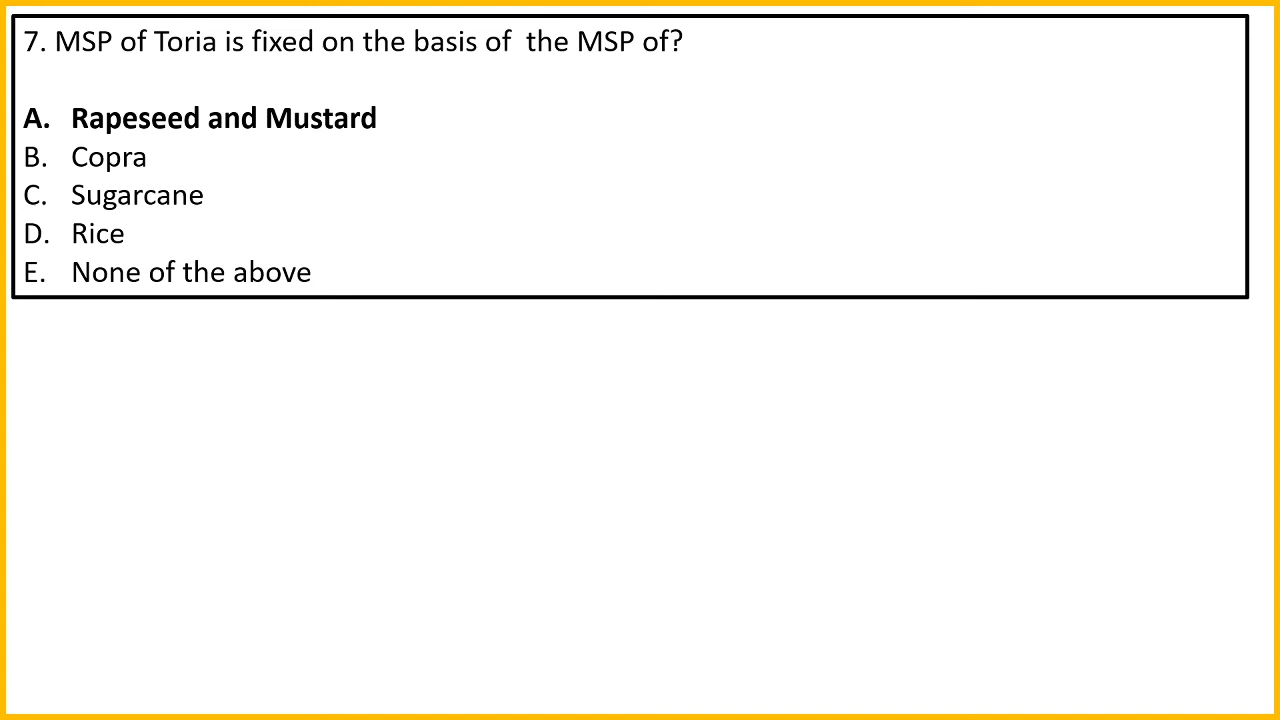 7. MSP of Toria is fixed on the basis of  the MSP of?
A. Rapeseed and Mustard
B. Copra
C. Sugarcane
D. Rice
E. None of the above